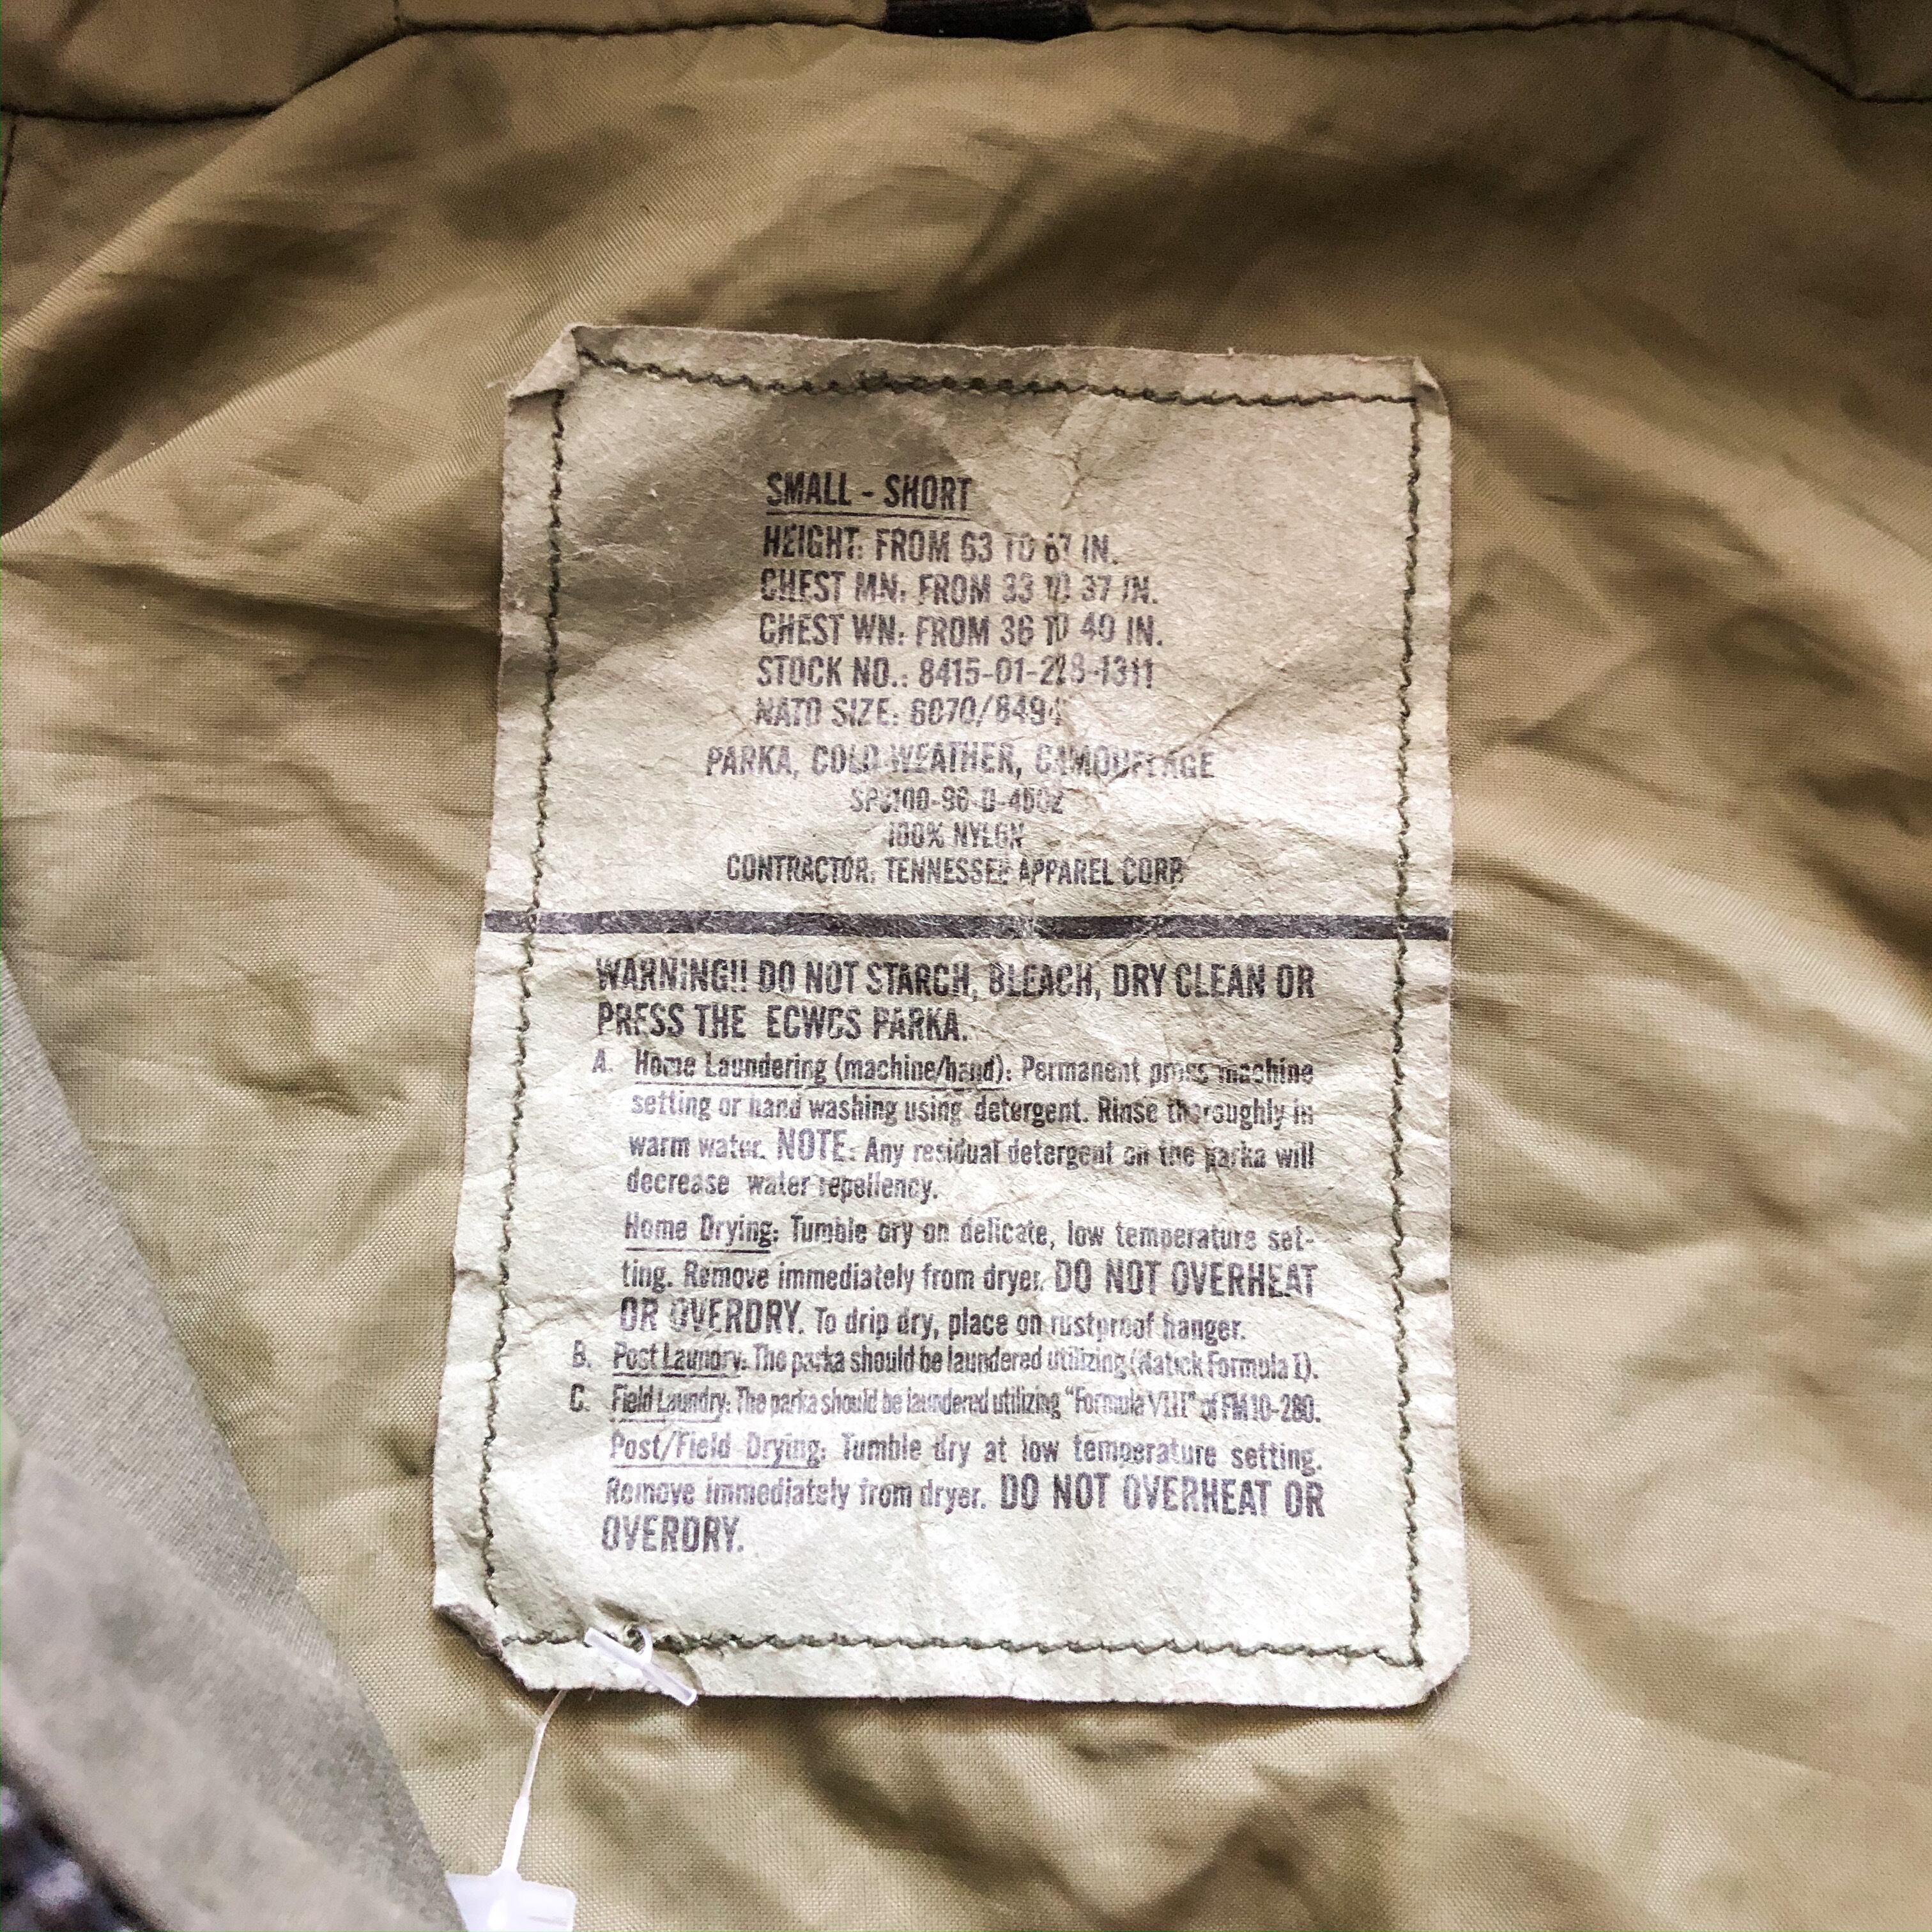 SMALL - SHORT
HEIGHT: FROM 63 TO 67 IN.
CHEST MN: FROM 33 TO 37 IN.
CHEST WN: FROM 36 TO 40 IN.
STOCK NO.: 8415-01-228-1311
NATO SIZE: 6070/8494
PARKA, COLD WEATHER, CAMOUFLAGE
100% NYLON
CONTRACTOR: TENNESSEE APPAREL CORP.
WARNING!! DO NOT STARCH, BLEACH, DRY CLEAN OR
PRESS THE ECWCS PARKA.
A. Home Laundering (machine/hand): Permanent press machine
setting or hand washing using detergent. Rinse thoroughly in
warm water. NOTE: Any residual detergent on the parka will
decrease water repellency.
Home Drying: Tumble dry on delicate, low temperature set-
ting. Remove immediately from dryer. DO NOT OVERHEAT
OR OVERDRY. To drip dry, place on rustproof hanger.
B. Post Laundry: The parka should be laundered utilizing (Natick Formula I).
C. Field Laundry: The parka should be laundered utilizing "Formula VIII" of FM 10-280.
Post/Field Drying: Tumble dry at low temperature setting.
Remove immediately from dryer. DO NOT OVERHEAT OR
OVERDRY.